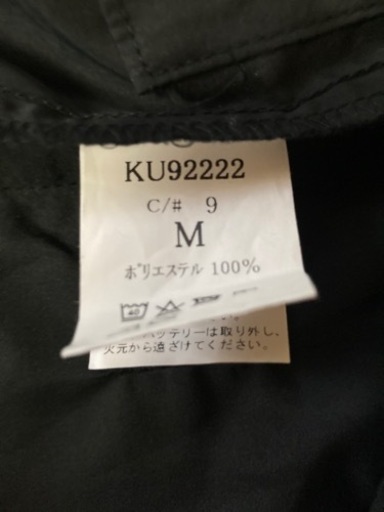 KU92222
C/# 9
M
ポリエステル 100%
40
バッテリーは取り外し、
火元から遠ざけてください。